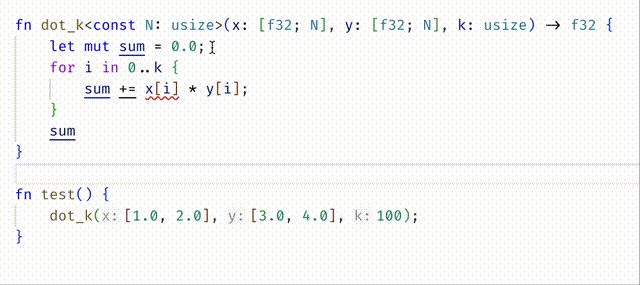 fn dot_k<const N: usize>(x: [f32; N], y: [f32; N], k: usize) → f32 {
let mut sum = 0.0;
for i in 0..k {
sum += x[i] * y[i];
}
sum
}
fn test() {
dot_k(x: [1.0, 2.0], y: [3.0, 4.0], k: 100);
}